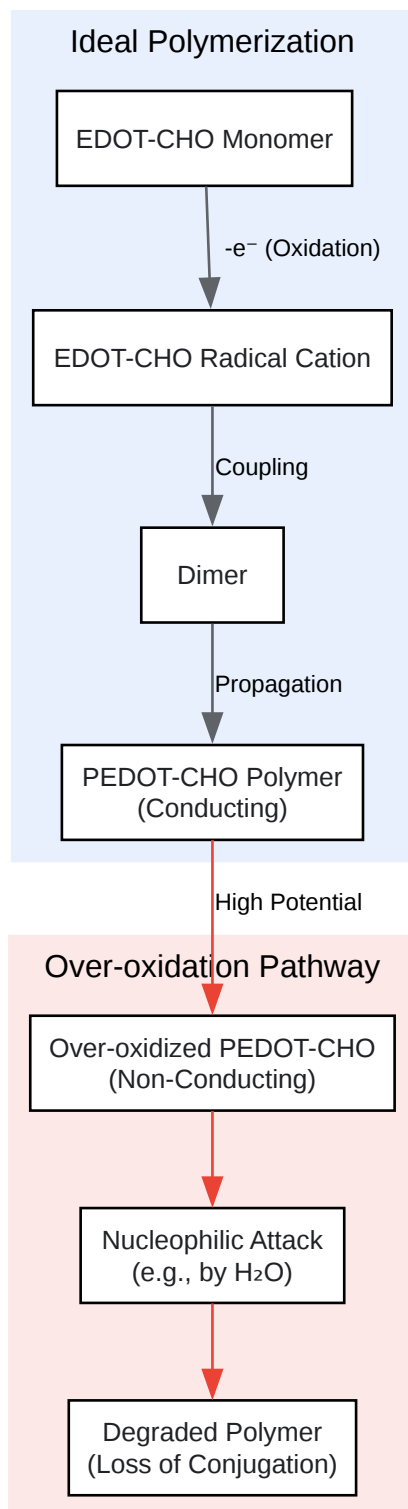 Ideal Polymerization
EDOT-CHO Monomer
-e⁻ (Oxidation)
EDOT-CHO Radical Cation
Coupling
Dimer
Propagation
PEDOT-CHO Polymer
(Conducting)
High Potential
Over-oxidation Pathway
Over-oxidized PEDOT-CHO
(Non-Conducting)
Nucleophilic Attack
(e.g., by H₂O)
Degraded Polymer
(Loss of Conjugation)